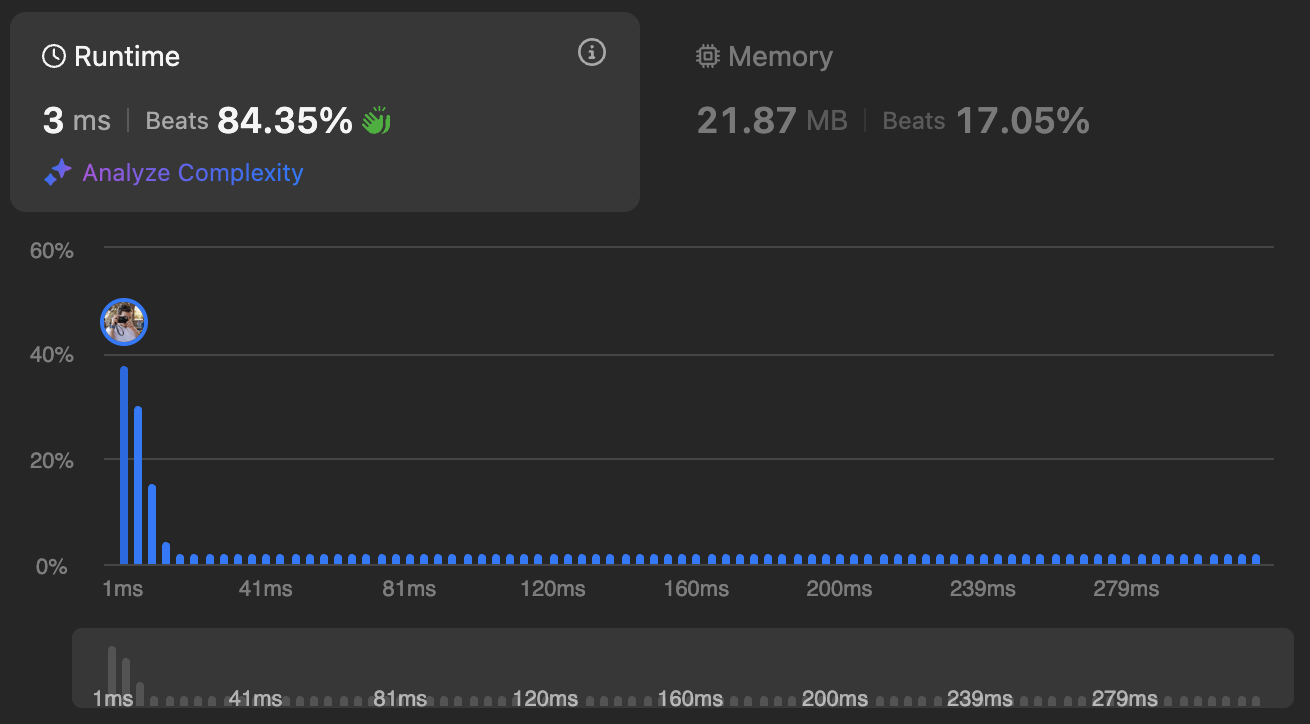 Runtime
3 ms | Beats 84.35%
Analyze Complexity
Memory
21.87 MB | Beats 17.05%
60%
40%
20%
0%
1ms 41ms 81ms 120ms 160ms 200ms 239ms 279ms
1ms 41ms 81ms 120ms 160ms 200ms 239ms 279ms